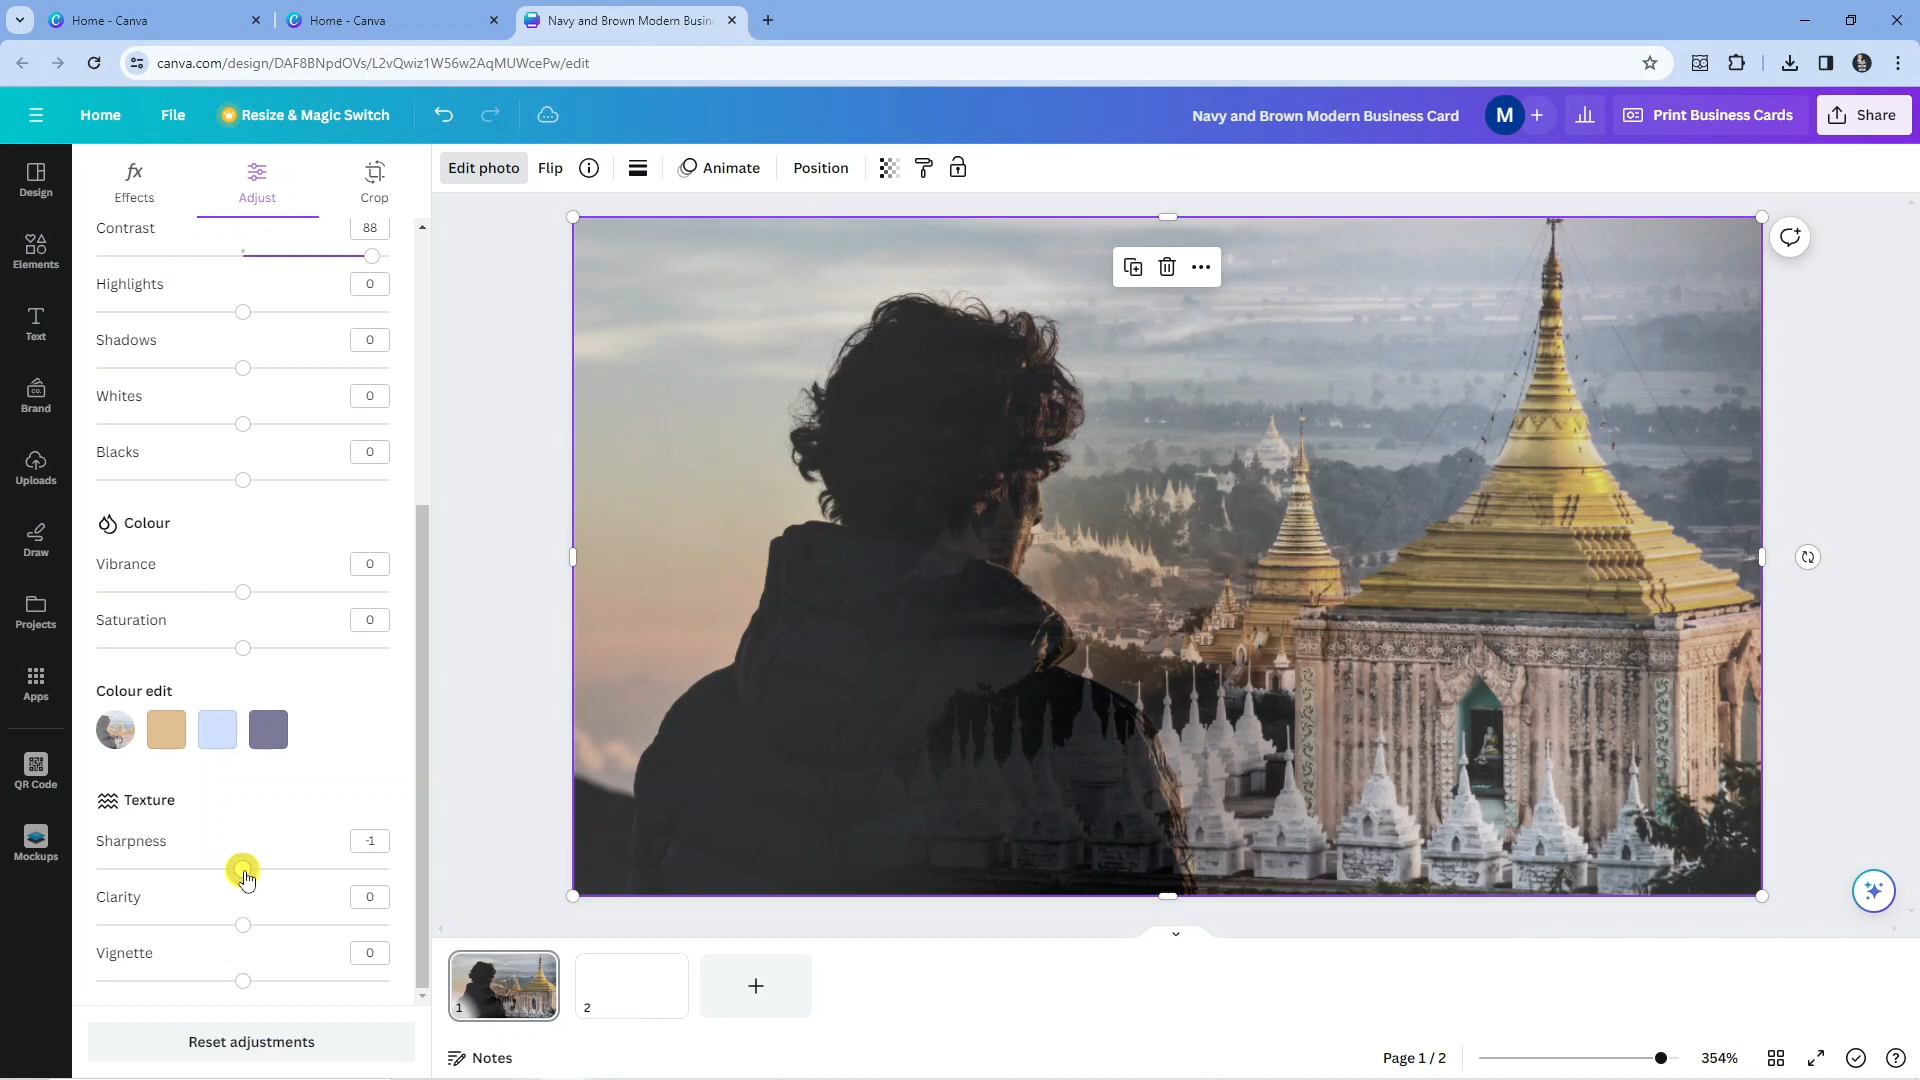 Home - Canva
Home - Canva
Navy and Brown Modern Busin
canva.com/design/DAF8BNpdOVs/L2vQwiz1W56w2AqMUWcePw/edit
Home
File
Resize & Magic Switch
Navy and Brown Modern Business Card
M
Print Business Cards
Share
Design
Elements
Text
Brand
Uploads
Draw
Projects
Apps
QR Code
Mockups
Effects
Adjust
Crop
Edit photo
Flip
Animate
Position
Contrast
88
Highlights
0
Shadows
0
Whites
0
Blacks
0
Colour
Vibrance
0
Saturation
0
Colour edit
Texture
Sharpness
-1
Clarity
0
Vignette
0
Reset adjustments
1
2
Notes
Page 1 / 2
354%